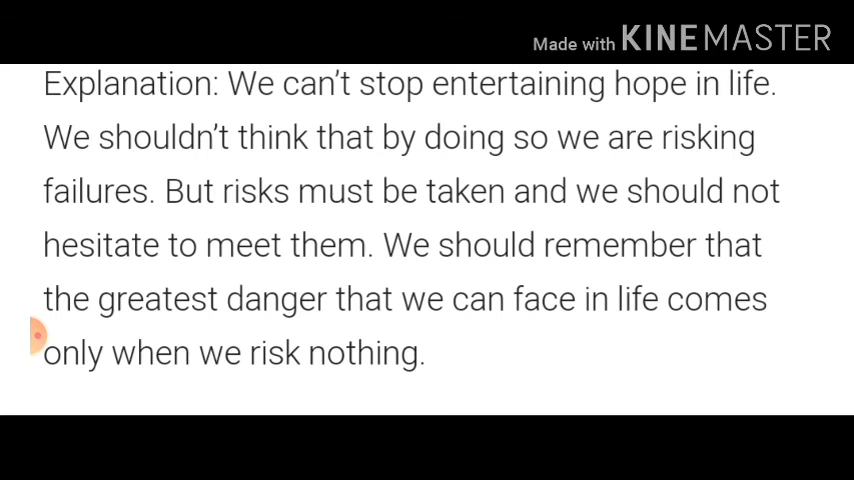 Made with KINEMASTER
Explanation: We can't stop entertaining hope in life.
We shouldn't think that by doing so we are risking
failures. But risks must be taken and we should not
hesitate to meet them. We should remember that
the greatest danger that we can face in life comes
only when we risk nothing.